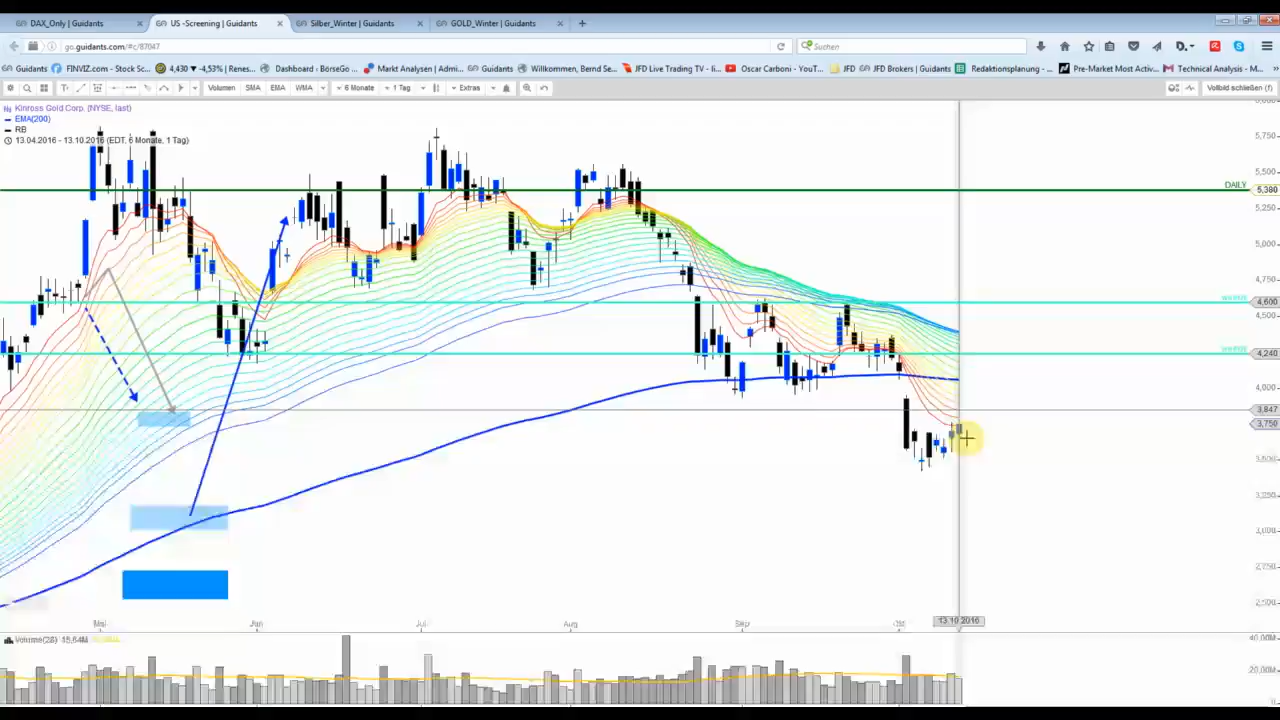 DAX_Only | Guidants
US -Screening | Guidants
Silber_Winter | Guidants
GOLD_Winter | Guidants
go.guidants.com/#c/87047
Suchen
Guidants
FINVIZ.com - Stock Sc...
4,430 ▼ -4,53% | Renes...
Dashboard ‹ BörseGo ...
Markt Analysen | Admi...
Guidants
Willkommen, Bernd Se...
JFD Live Trading TV - li...
Oscar Carboni - YouT...
JFD
JFD Brokers | Guidants
Redaktionsplanung - ...
Pre-Market Most Activ...
Technical Analysis - M...
Volumen
SMA
EMA
WMA
6 Monate
1 Tag
Extras
Vollbild schließen (f)
Kinross Gold Corp. (NYSE, last)
EMA(200)
RB
13.04.2016 - 13.10.2016 (EDT, 6 Monate, 1 Tag)
5,750
5,500
DAILY
5,380
5,250
5,000
4,750
4,600
4,500
4,240
4,000
3,847
3,750
3,500
3,250
3,000
2,750
2,500
Mai
Jun
Jul
Aug
Sep
Okt
13.10.2016
Volume(28) 15,64M
40,00M
20,00M
0